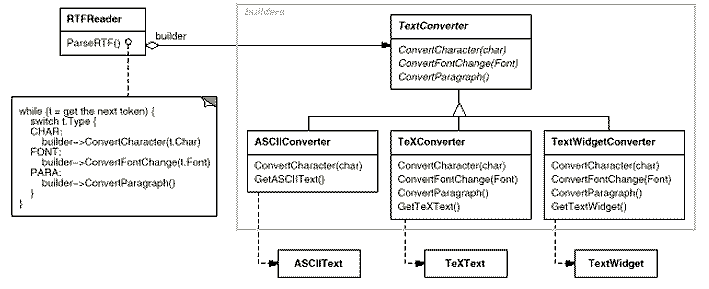 builders
RTFReader
ParseRTF()
builder
TextConverter
ConvertCharacter(char)
ConvertFontChange(Font)
ConvertParagraph()
while (t = get the next token) {
switch t.Type {
CHAR:
builder->ConvertCharacter(t.Char)
FONT:
builder->ConvertFontChange(t.Font)
PARA:
builder->ConvertParagraph()
}
}
ASCIIConverter
ConvertCharacter(char)
GetASCIIText()
TeXConverter
ConvertCharacter(char)
ConvertFontChange(Font)
ConvertParagraph()
GetTeXText()
TextWidgetConverter
ConvertCharacter(char)
ConvertFontChange(Font)
ConvertParagraph()
GetTextWidget()
ASCIIText
TeXText
TextWidget